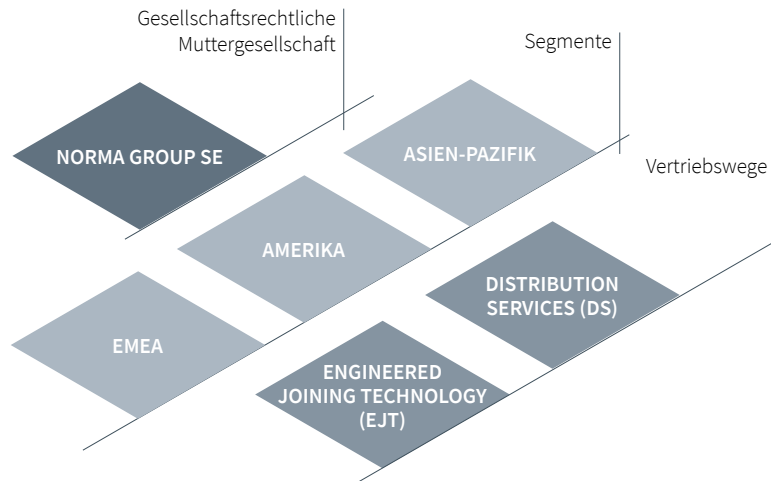 Gesellschaftsrechtliche
Muttergesellschaft
Segmente
NORMA GROUP SE
ASIEN-PAZIFIK
Vertriebswege
AMERIKA
DISTRIBUTION
SERVICES (DS)
EMEA
ENGINEERED
JOINING TECHNOLOGY
(EJT)